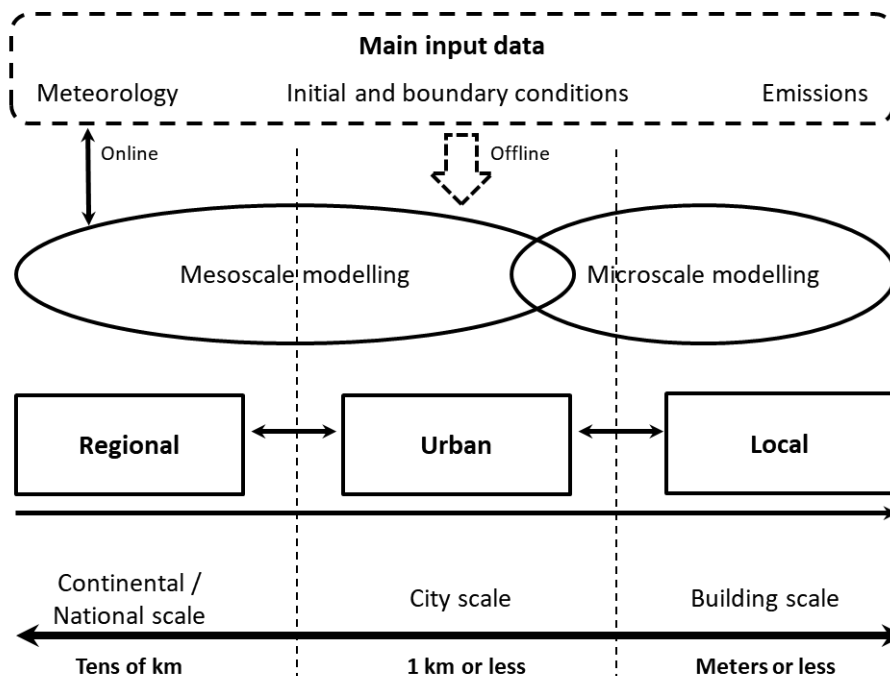 Main input data
Meteorology Initial and boundary conditions Emissions
Online Offline
Mesoscale modelling Microscale modelling
Regional Urban Local
Continental /
National scale City scale Building scale
Tens of km 1 km or less Meters or less